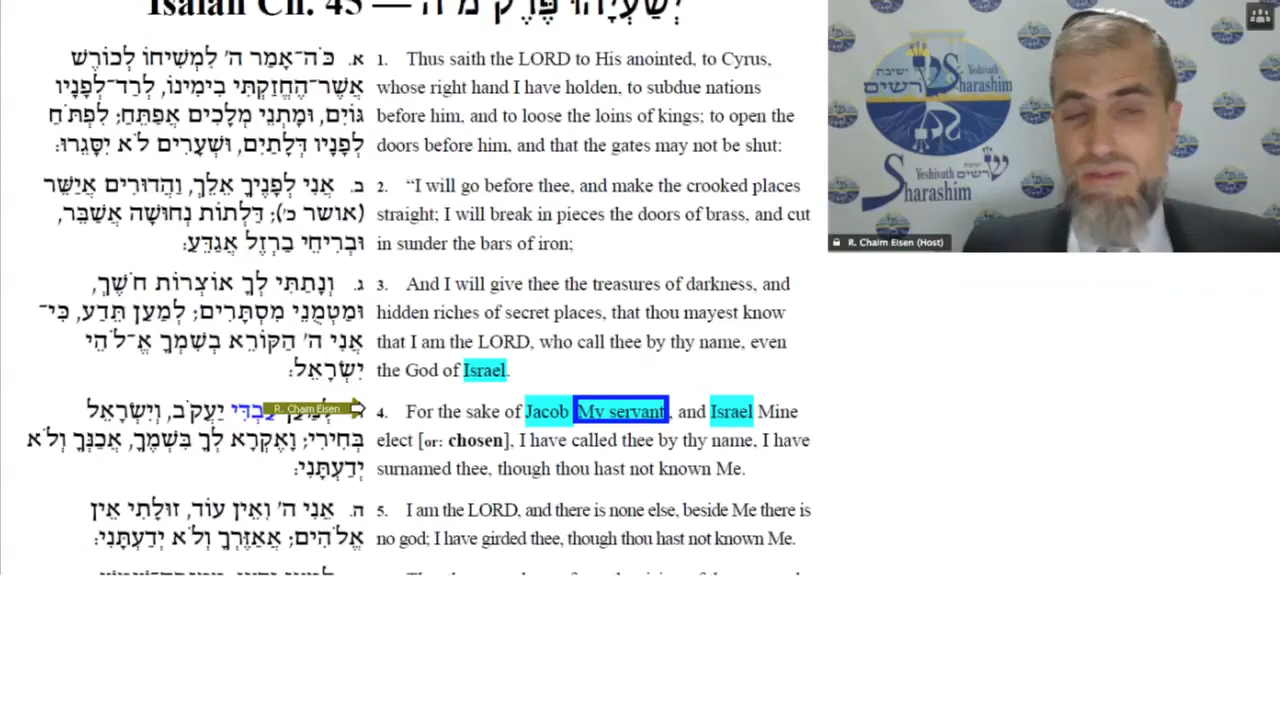 Isaiah Ch. 45 — יְשַׁעְיָהוּ פֶּרֶק מ״ה
א. כֹּה־אָמַר ה׳ לִמְשִׁיחוֹ לְכוֹרֶשׁ
אֲשֶׁר־הֶחֱזַקְתִּי בִימִינוֹ, לְרַד־לְפָנָיו
גּוֹיִם, וּמָתְנֵי מְלָכִים אֲפַתֵּחַ; לִפְתֹּחַ
לְפָנָיו דְּלָתַיִם, וּשְׁעָרִים לֹא יִסָּגֵרוּ:
1. Thus saith the LORD to His anointed, to Cyrus,
whose right hand I have holden, to subdue nations
before him, and to loose the loins of kings; to open the
doors before him, and that the gates may not be shut:
ב. אֲנִי לְפָנֶיךָ אֵלֵךְ, וַהֲדוּרִים אֲיַשֵּׁר
(אושר כ׳); דַּלְתוֹת נְחוּשָׁה אֲשַׁבֵּר,
וּבְרִיחֵי בַרְזֶל אֲגַדֵּעַ:
2. “I will go before thee, and make the crooked places
straight; I will break in pieces the doors of brass, and cut
in sunder the bars of iron;
ג. וְנָתַתִּי לְךָ אוֹצְרוֹת חֹשֶׁךְ,
וּמַטְמֻנֵי מִסְתָּרִים; לְמַעַן תֵּדַע, כִּי־
אֲנִי ה׳ הַקּוֹרֵא בְשִׁמְךָ אֱ־לֹהֵי
יִשְׂרָאֵל:
3. And I will give thee the treasures of darkness, and
hidden riches of secret places, that thou mayest know
that I am the LORD, who call thee by thy name, even
the God of Israel.
לְמַעַן עַבְדִּי יַעֲקֹב, וְיִשְׂרָאֵל
בְּחִירִי; וָאֶקְרָא לְךָ בִּשְׁמֶךָ, אֲכַנְּךָ וְלֹא
יְדַעְתָּנִי:
R. Chaim Eisen
4. For the sake of Jacob My servant, and Israel Mine
elect [or: chosen], I have called thee by thy name, I have
surnamed thee, though thou hast not known Me.
ה. אֲנִי ה׳ וְאֵין עוֹד, זוּלָתִי אֵין
אֱלֹהִים; אֲאַזֶּרְךָ וְלֹא יְדַעְתָּנִי:
5. I am the LORD, and there is none else, beside Me there is
no god; I have girded thee, though thou hast not known Me.
ישיבת
שרשים
Yeshivath
Sharashim
Yeshivath
ישיבת
שרשים
Sharashim
R. Chaim Eisen (Host)